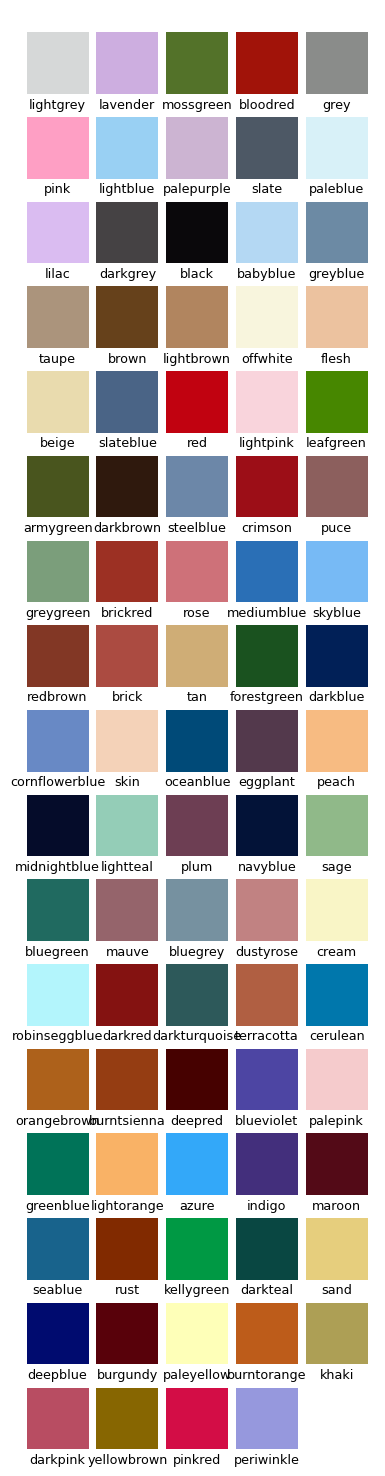 lightgrey lavender mossgreen bloodred grey
pink lightblue palepurple slate paleblue
lilac darkgrey black babyblue greyblue
taupe brown lightbrown offwhite flesh
beige slateblue red lightpink leafgreen
armygreen darkbrown steelblue crimson puce
greygreen brickred rose mediumblue skyblue
redbrown brick tan forestgreen darkblue
cornflowerblue skin oceanblue eggplant peach
midnightblue lightteal plum navyblue sage
bluegreen mauve bluegrey dustyrose cream
robinseggblue darkred darkturquoise terracotta cerulean
orangebrown burntsienna deepred blueviolet palepink
greenblue lightorange azure indigo maroon
seablue rust kellygreen darkteal sand
deepblue burgundy paleyellow burntorange khaki
darkpink yellowbrown pinkred periwinkle